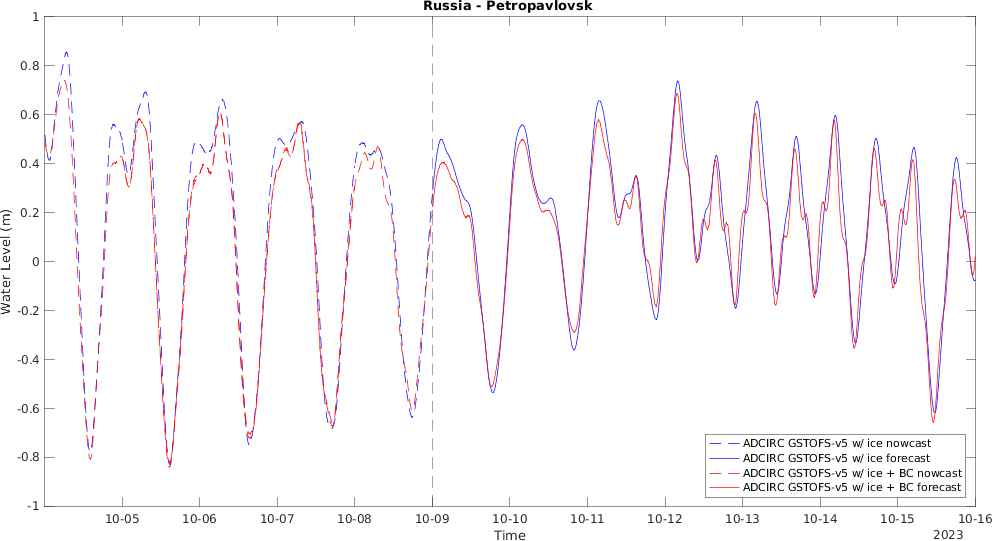 Russia - Petropavlovsk
Water Level (m)
1
0.8
0.6
0.4
0.2
0
-0.2
-0.4
-0.6
-0.8
-1
ADCIRC GSTOFS-v5 w/ ice nowcast
ADCIRC GSTOFS-v5 w/ ice forecast
ADCIRC GSTOFS-v5 w/ ice + BC nowcast
ADCIRC GSTOFS-v5 w/ ice + BC forecast
10-05 10-06 10-07 10-08 10-09 10-10 10-11 10-12 10-13 10-14 10-15 10-16
Time
2023